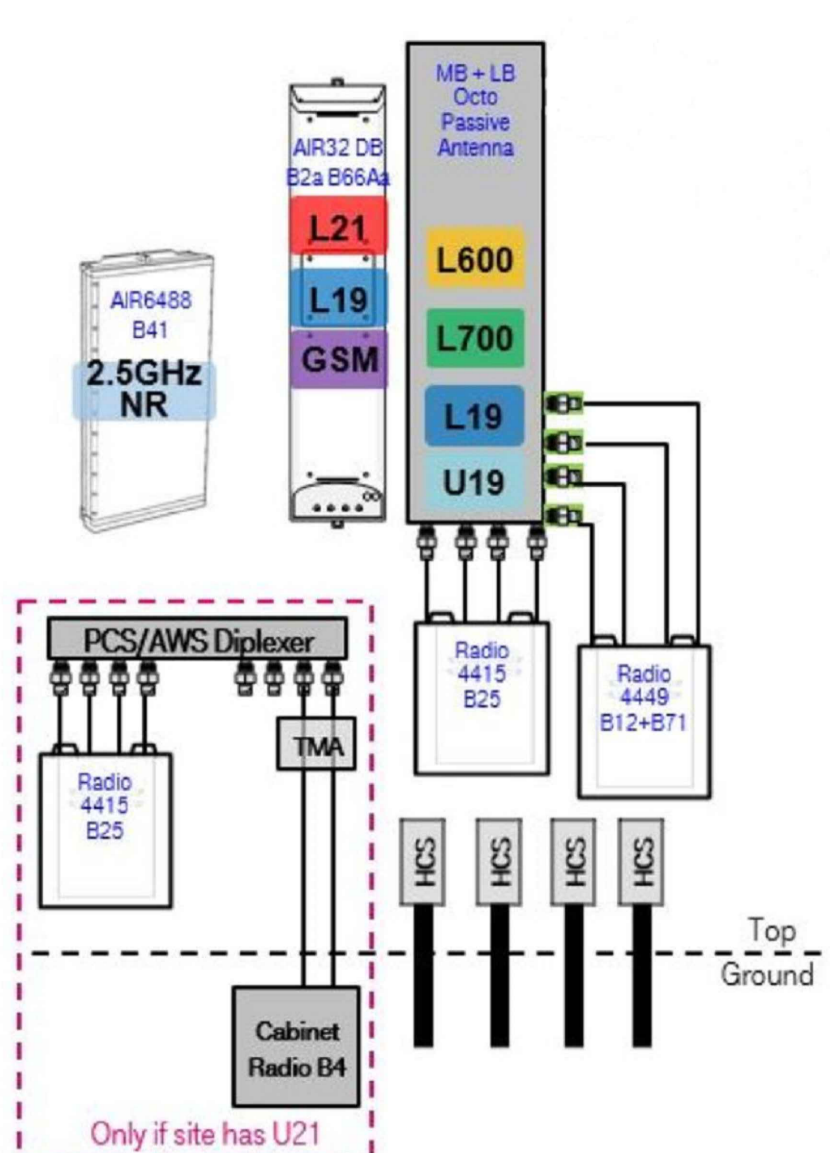 MB + LB
Octo
Passive
Antenna
AIR32 DB
B2a B66Aa
L21
L19
GSM
L600
L700
L19
U19
AIR6488
B41
2.5GHz
NR
PCS/AWS Diplexer
TMA
Radio
4415
B25
Radio
4415
B25
Radio
4449
B12+B71
HCS
HCS
HCS
HCS
Top
Ground
Cabinet
Radio B4
Only if site has U21